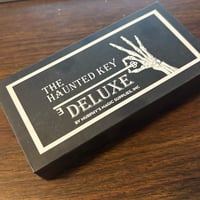 THE
HAUNTED KEY
DELUXE
BY MURPHY'S MAGIC SUPPLIES, INC